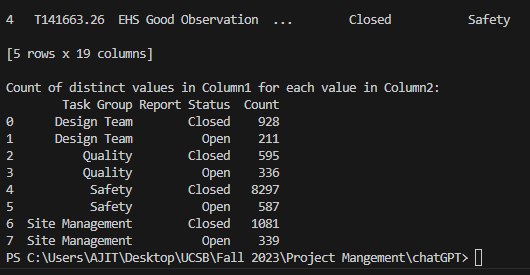 4 T141663.26 EHS Good Observation ... Closed Safety
[5 rows x 19 columns]
Count of distinct values in Column1 for each value in Column2:
Task Group Report Status Count
0 Design Team Closed 928
1 Design Team Open 211
2 Quality Closed 595
3 Quality Open 336
4 Safety Closed 8297
5 Safety Open 587
6 Site Management Closed 1081
7 Site Management Open 339
PS C:\Users\AJIT\Desktop\UCSB\Fall 2023\Project Mangement\chatGPT>